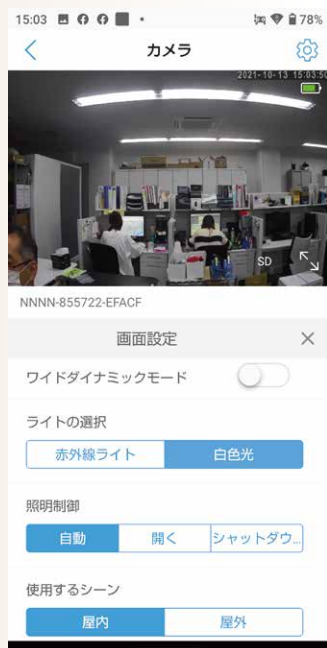 15:03
78%
カメラ
2021-10-13 15:03:50
SD
NNNN-855722-EFACF
画面設定
ワイドダイナミックモード
ライトの選択
赤外線ライト 白色光
照明制御
自動 開く シャットダウ...
使用するシーン
屋内 屋外